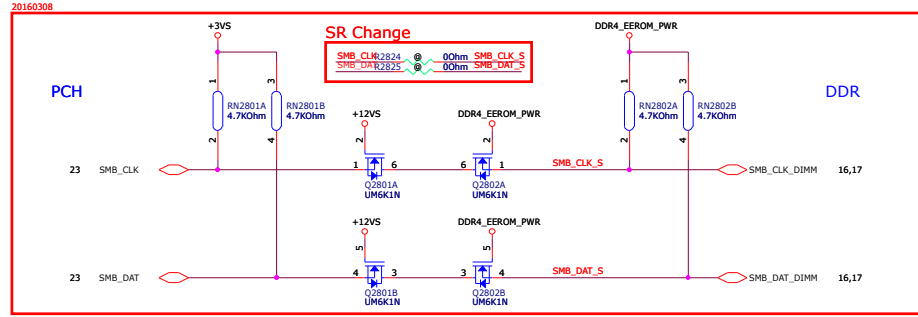 20160308
+3VS
SR Change
DDR4_EEROM_PWR
SMB_CLK R2824 @ 0Ohm SMB_CLK_S
SMB_DAT R2825 @ 0Ohm SMB_DAT_S
1 3 1 3
PCH
DDR
RN2801A RN2801B RN2802A RN2802B
4.7KOhm 4.7KOhm 4.7KOhm 4.7KOhm
+12VS DDR4_EEROM_PWR
2 4 2 2 2 4
23 SMB_CLK 1 6 6 1 SMB_CLK_S SMB_CLK_DIMM 16,17
Q2801A Q2802A
UM6K1N UM6K1N
+12VS DDR4_EEROM_PWR
5 5
23 SMB_DAT 4 3 3 4 SMB_DAT_S SMB_DAT_DIMM 16,17
Q2801B Q2802B
UM6K1N UM6K1N